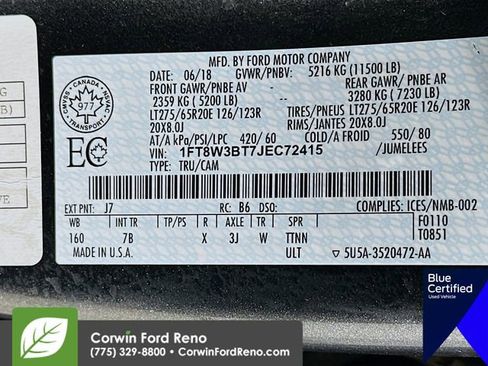 MFD. BY FORD MOTOR COMPANY
DATE: 06/18 GVWR/PNBV: 5216 KG (11500 LB)
FRONT GAWR/PNBE AV REAR GAWR/ PNBE AR
2359 KG ( 5200 LB) 3280 KG ( 7230 LB)
LT275/65R20E 126/123R TIRES/PNEUS LT275/65R20E 126/123R
20X8.0J RIMS/JANTES 20X8.0J
AT/A kPa/PSI/LPC 420/ 60 COLD/A FROID 550/ 80
VIN: 1FT8W3BT7JEC72415 /JUMELEES
TYPE: TRU/CAM
CANADA
CMVSS
NSVAC
977
TRANSPORT
EC
EXT PNT: J7 RC: B6 DSO: COMPLIES: ICES/NMB-002
WB INT TR TP/PS R AXLE TR SPR F0110
160 7B X 3J W TTNN T0851
MADE IN U.S.A. ULT 5U5A-3520472-AA
G
B)
E
Blue
Certified
Used Vehicle
Corwin Ford Reno
(775) 329-8800 • CorwinFordReno.com